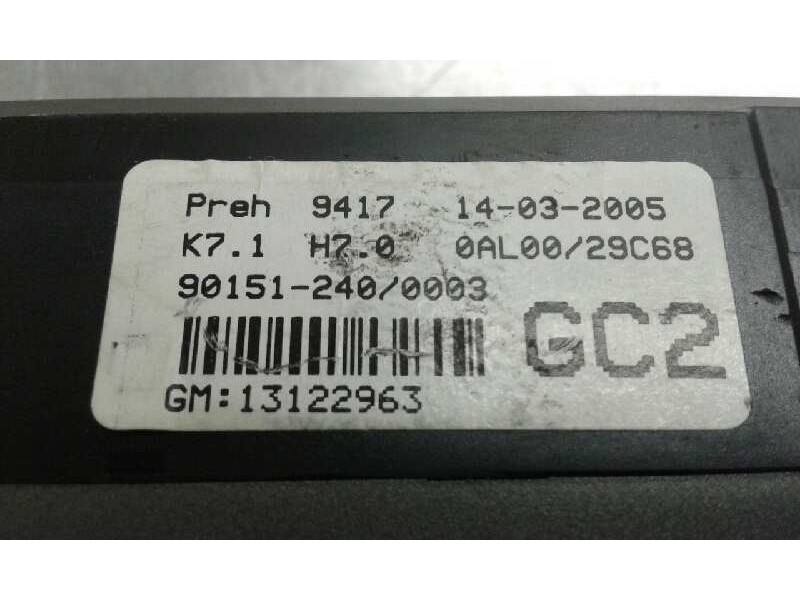 Preh 9417 14-03-2005
K7.1 H7.0 0AL00/29C68
90151-240/0003
GC2
GM:13122963